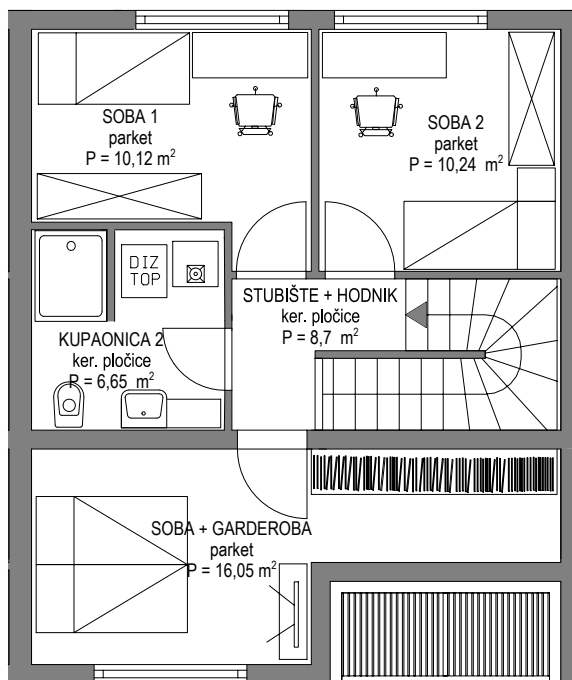 SOBA 1
parket
P = 10,12 m²
SOBA 2
parket
P = 10,24 m²
DIZ
TOP
STUBIŠTE + HODNIK
ker. pločice
P = 8,7 m²
KUPAONICA 2
ker. pločice
P = 6,65 m²
SOBA + GARDEROBA
parket
P = 16,05 m²